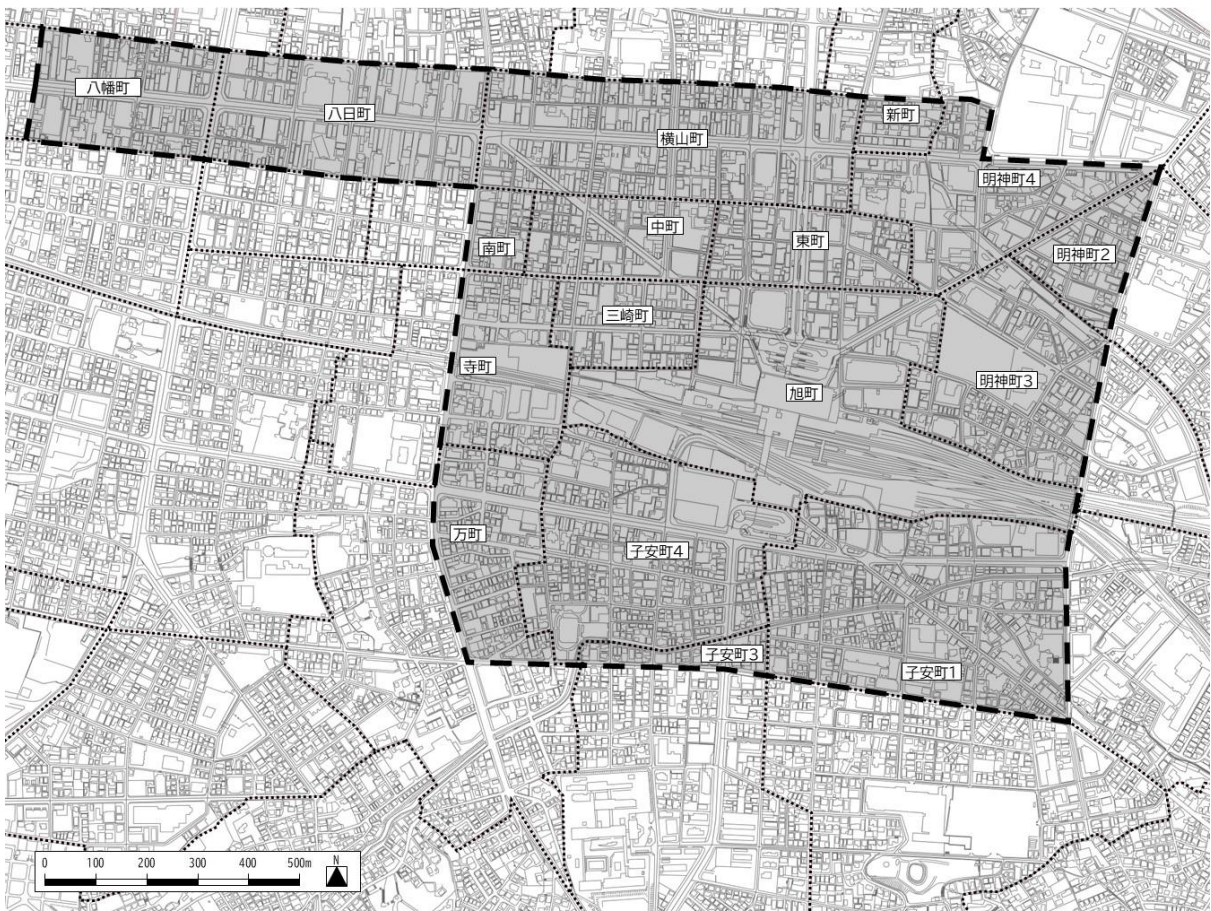 八幡町
八日町
横山町
新町
明神町4
南町
中町
東町
明神町2
三崎町
寺町
旭町
明神町3
万町
子安町4
子安町3
子安町1
0 100 200 300 400 500m
N